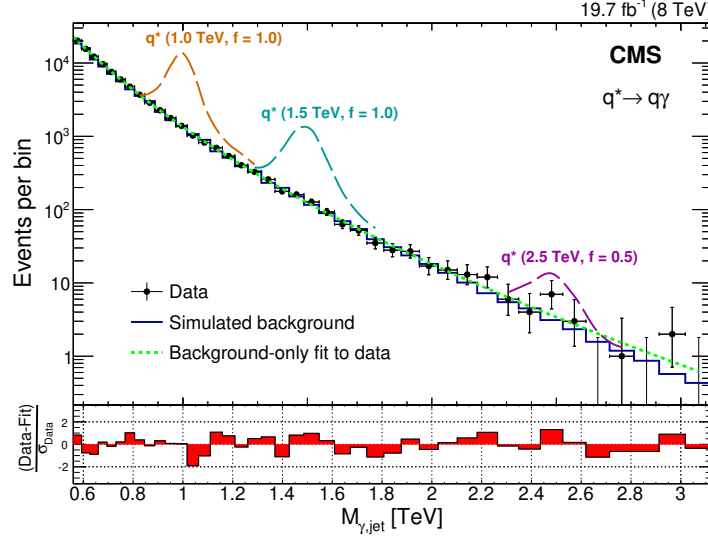 19.7 fb⁻¹ (8 TeV)
q* (1.0 TeV, f = 1.0)
CMS
q*→ qγ
q* (1.5 TeV, f = 1.0)
q* (2.5 TeV, f = 0.5)
Events per bin
10⁴
10³
10²
10
1
Data
Simulated background
Background-only fit to data
(Data-Fit)
σData
2
0
-2
0.6 0.8 1 1.2 1.4 1.6 1.8 2 2.2 2.4 2.6 2.8 3
Mγ,jet [TeV]